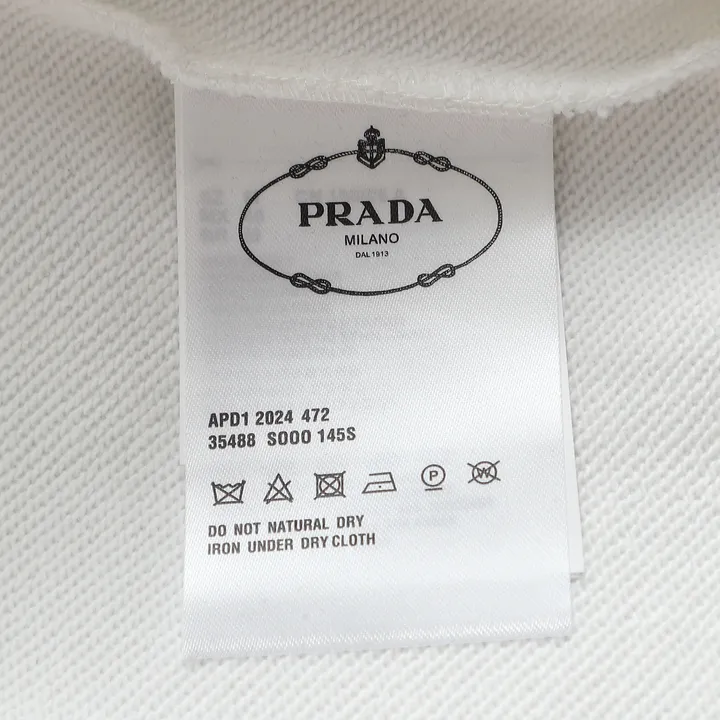 PRADA
MILANO
DAL 1913
APD1 2024 472
35488 S000 145S
P
W
DO NOT NATURAL DRY
IRON UNDER DRY CLOTH